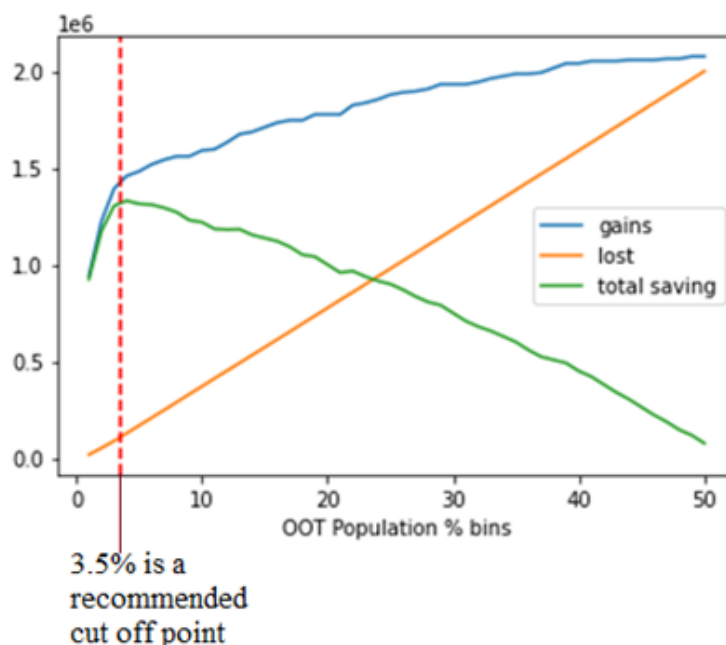 1e6
2.0
1.5
1.0
0.5
0.0
gains
lost
total saving
0 10 20 30 40 50
OOT Population % bins
3.5% is a
recommended
cut off point